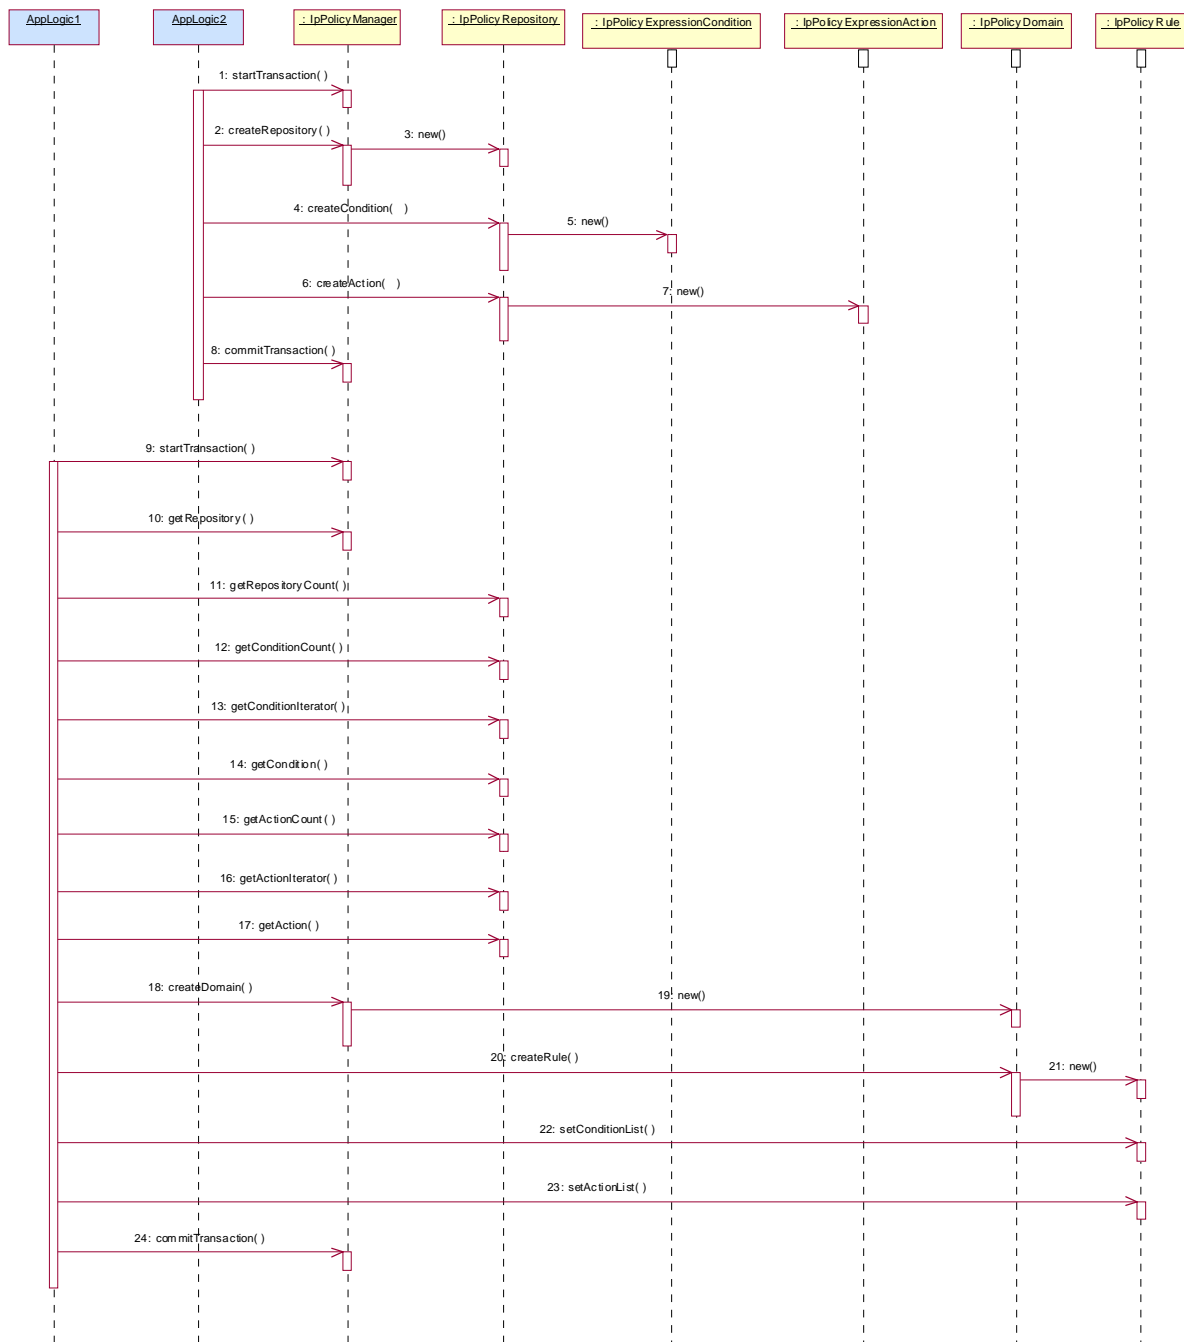 AppLogic1
AppLogic2
: IpPolicyManager
: IpPolicyRepository
: IpPolicyExpressionCondition
: IpPolicyExpressionAction
: IpPolicyDomain
: IpPolicyRule
1: startTransaction( )
2: createRepository( )
3: new()
4: createCondition( )
5: new()
6: createAction( )
7: new()
8: commitTransaction( )
9: startTransaction( )
10: getRepository( )
11: getRepositoryCount( )
12: getConditionCount( )
13: getConditionIterator( )
14: getCondition( )
15: getActionCount( )
16: getActionIterator( )
17: getAction( )
18: createDomain( )
19: new()
20: createRule( )
21: new()
22: setConditionList( )
23: setActionList( )
24: commitTransaction( )